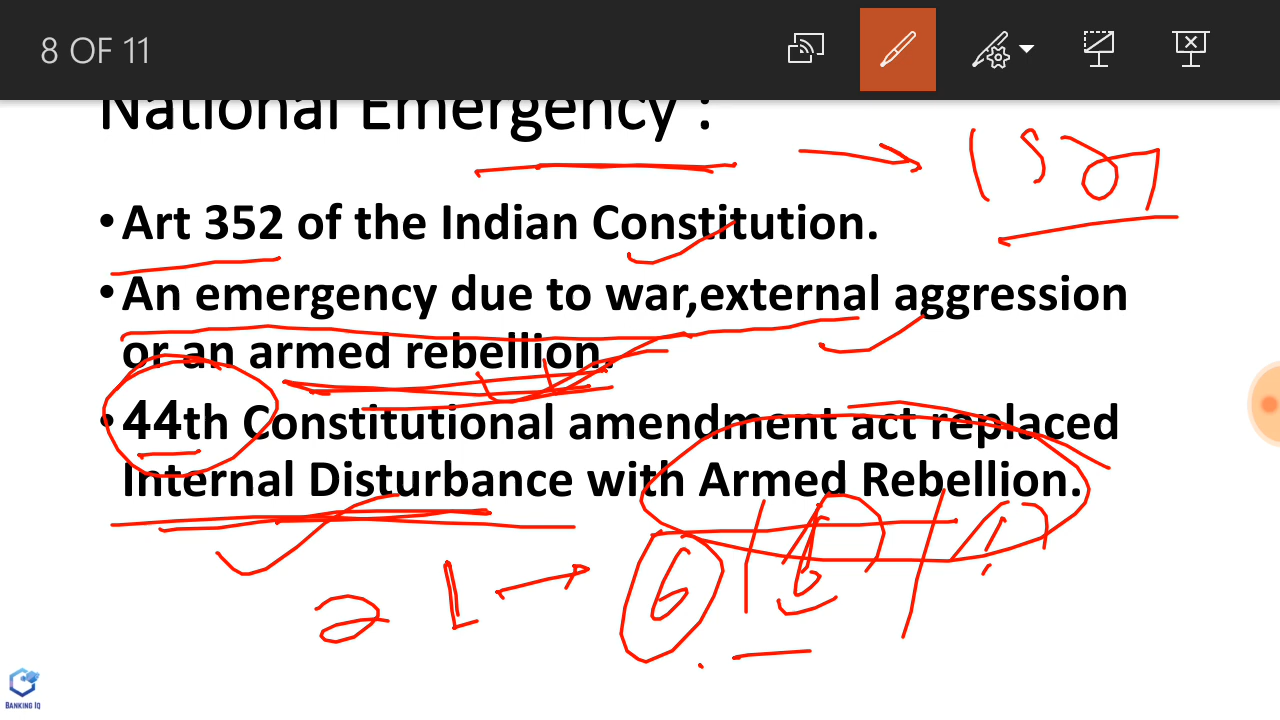 8 OF 11
National Emergency :
•Art 352 of the Indian Constitution.
•An emergency due to war,external aggression
or an armed rebellion.
•44th Constitutional amendment act replaced
Internal Disturbance with Armed Rebellion.
6
BANKING IQ